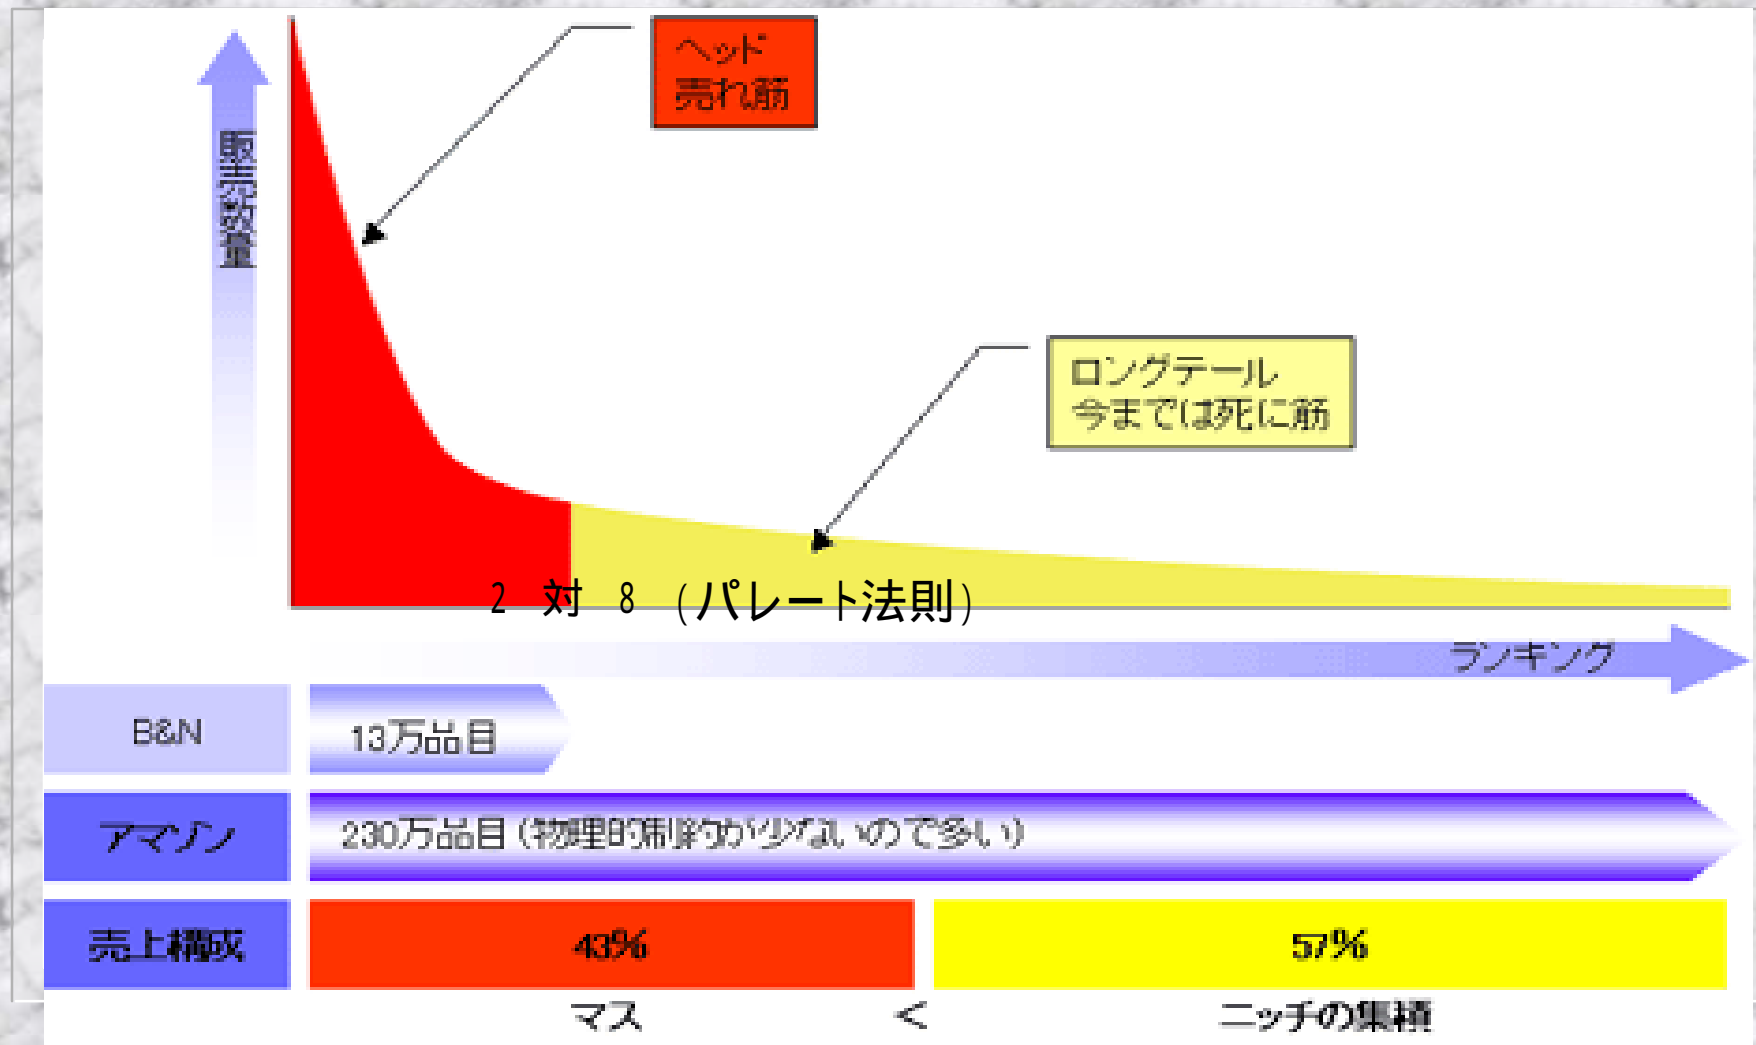 ヘッド
売れ筋
販売数量
ロングテール
今までは死に筋
2 対 8 (パレート法則)
ランキング
B&N
13万品目
アマゾン
230万品目(物理的制約が少ないので多い)
売上構成
43%
57%
マス
<
ニッチの集積